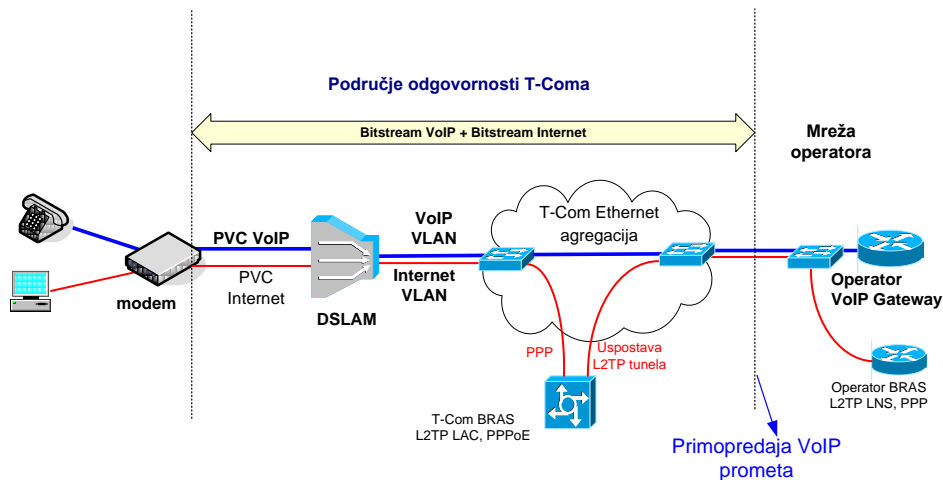 Područje odgovornosti T-Coma
Bitstream VoIP + Bitstream Internet
Mreža
operatora
T-Com Ethernet
agregacija
VoIP
VLAN
PVC VoIP
PVC
Internet
Internet
VLAN
modem
DSLAM
Operator
VoIP Gateway
PPP
Uspostava
L2TP tunela
T-Com BRAS
L2TP LAC, PPPoE
Operator BRAS
L2TP LNS, PPP
Primopredaja VoIP
prometa